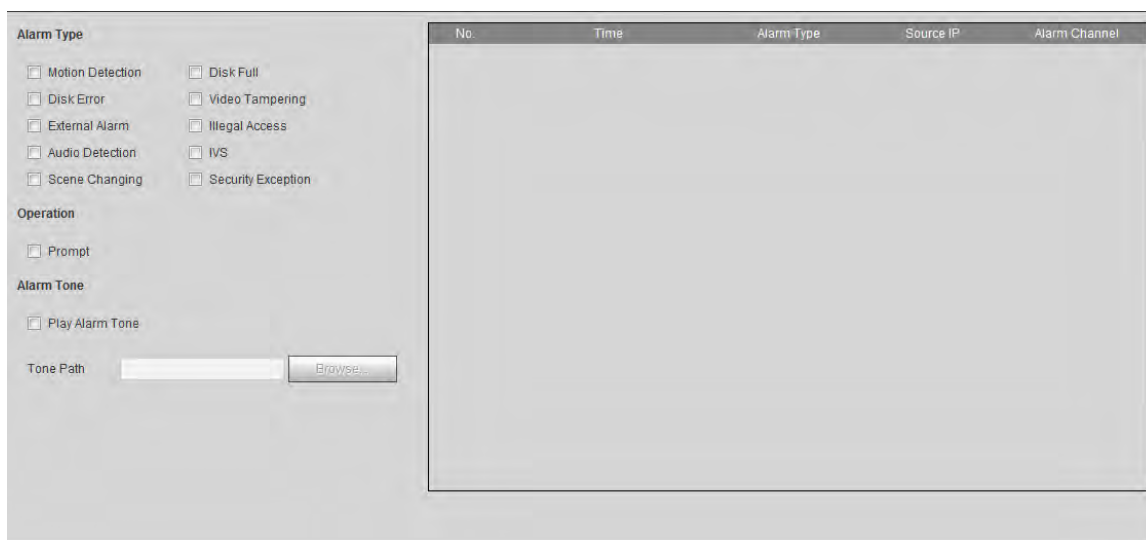 Alarm Type
Motion Detection Disk Full
Disk Error Video Tampering
External Alarm Illegal Access
Audio Detection IVS
Scene Changing Security Exception
Operation
Prompt
Alarm Tone
Play Alarm Tone
Tone Path Browse...
No. Time Alarm Type Source IP Alarm Channel